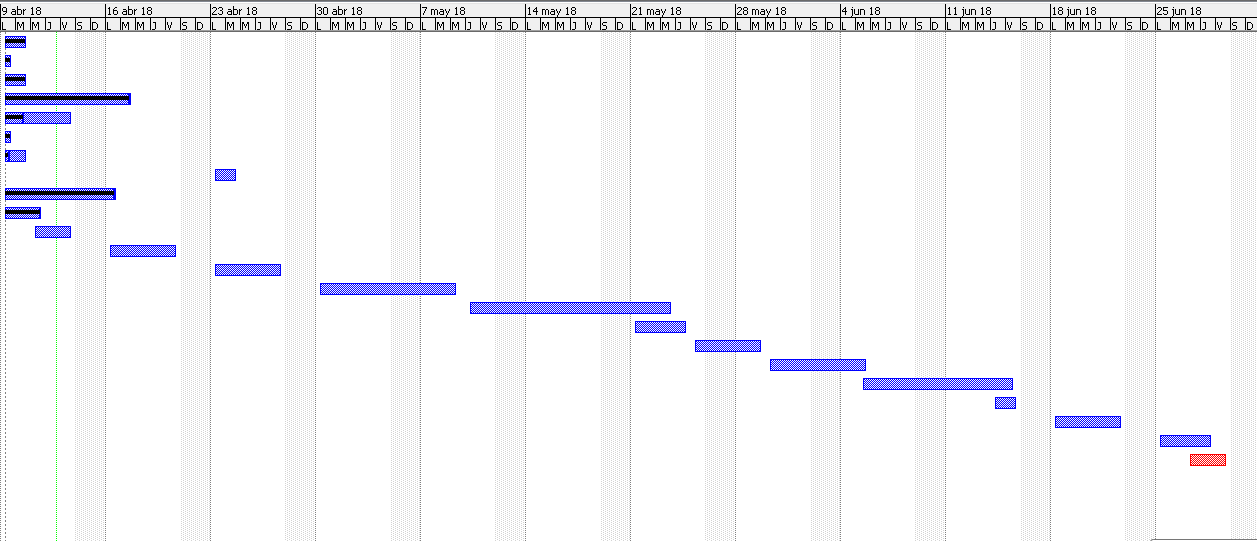 9 abr 18 16 abr 18 23 abr 18 30 abr 18 7 may 18 14 may 18 21 may 18 28 may 18 4 jun 18 11 jun 18 18 jun 18 25 jun 18
L M M J V S D L M M J V S D L M M J V S D L M M J V S D L M M J V S D L M M J V S D L M M J V S D L M M J V S D L M M J V S D L M M J V S D L M M J V S D L M M J V S D